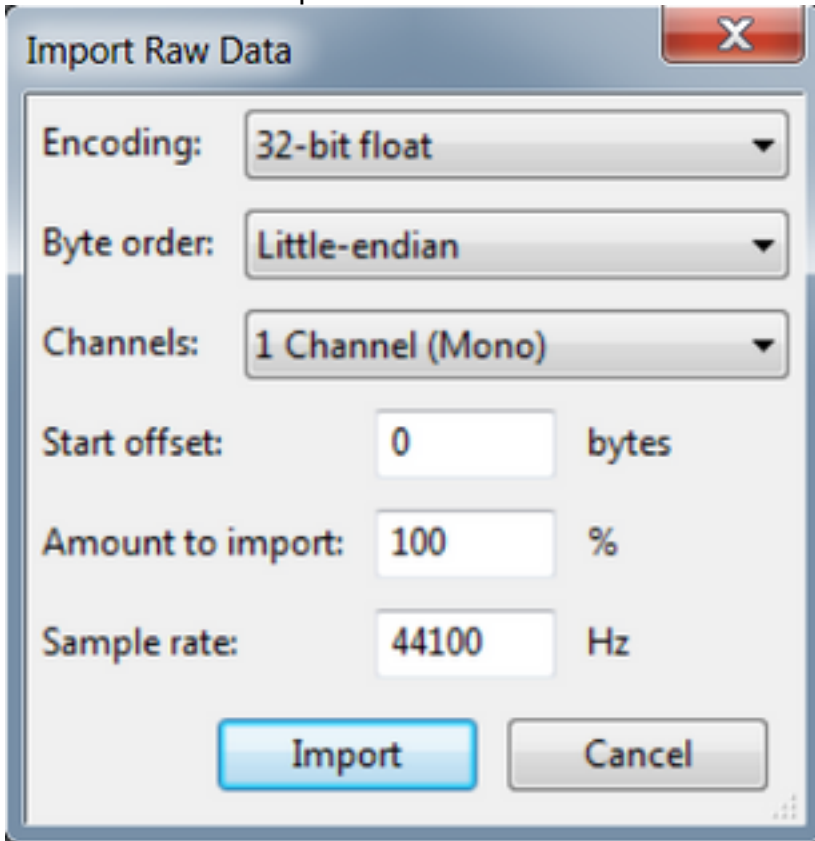 Import Raw Data
Encoding: 32-bit float
Byte order: Little-endian
Channels: 1 Channel (Mono)
Start offset: 0 bytes
Amount to import: 100 %
Sample rate: 44100 Hz
Import Cancel